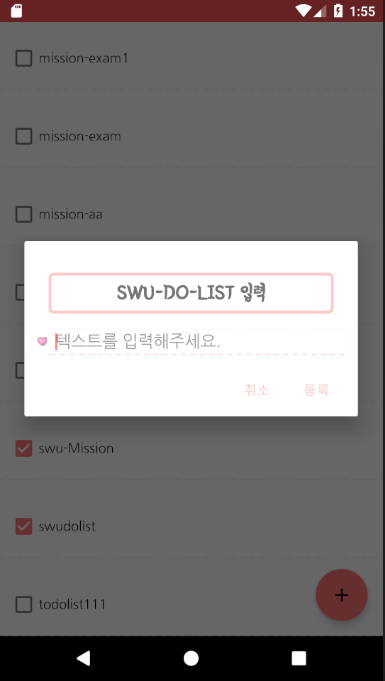 1:55
mission-exam1
mission-exam
mission-aa
SWU-DO-LIST 입력
텍스트를 입력해주세요.
취소 등록
swu-Mission
swudolist
todolist111
+